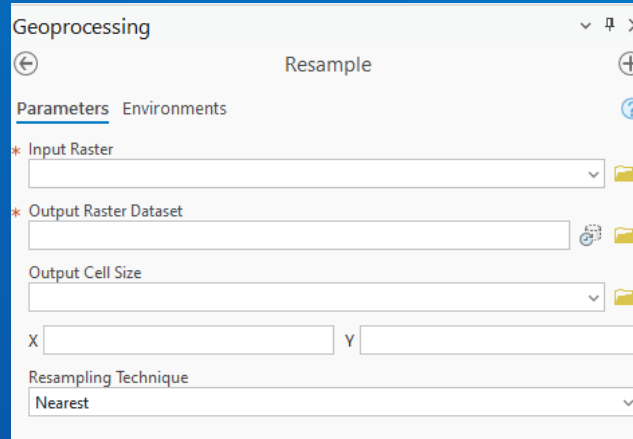 Geoprocessing
Resample
Parameters Environments
* Input Raster
* Output Raster Dataset
Output Cell Size
X Y
Resampling Technique
Nearest